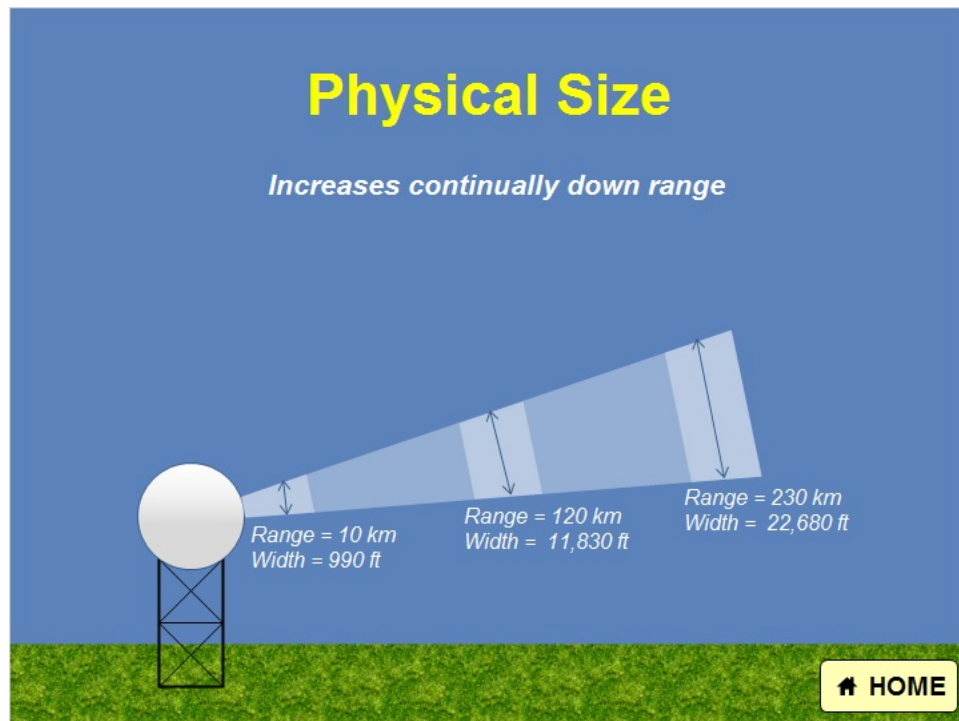 Physical Size
Increases continually down range
Range = 10 km
Width = 990 ft
Range = 120 km
Width =  11,830 ft
Range = 230 km
Width =  22,680 ft
HOME